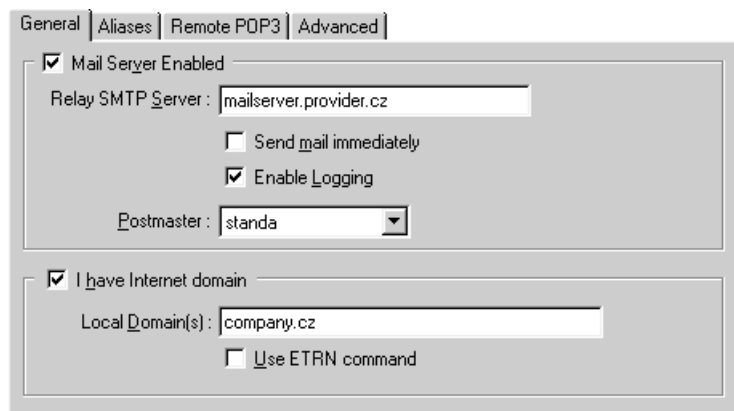 General Aliases Remote POP3 Advanced
Mail Server Enabled
Relay SMTP Server : mailserver.provider.cz
Send mail immediately
Enable Logging
Postmaster : standa
I have Internet domain
Local Domain(s) : company.cz
Use ETRN command